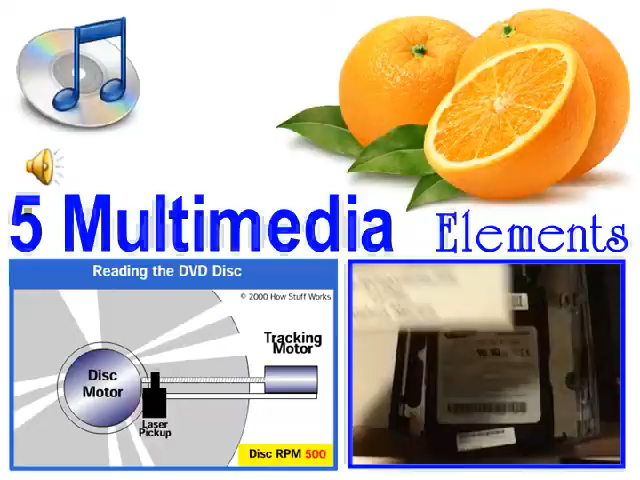 5 Multimedia Elements
Reading the DVD Disc
© 2000 How Stuff Works
Tracking
Motor
Disc
Motor
Laser
Pickup
Disc RPM 500